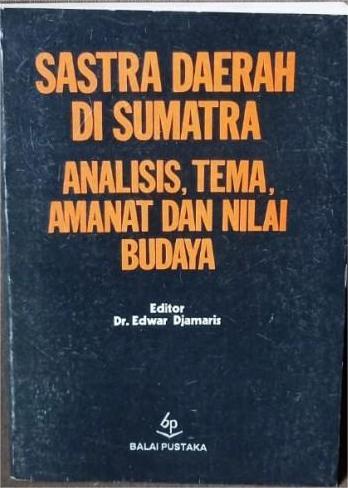 SASTRA DAERAH
DI SUMATRA
ANALISIS, TEMA,
AMANAT DAN NILAI
BUDAYA
Editor
Dr. Edwar Djamaris
bp
BALAI PUSTAKA